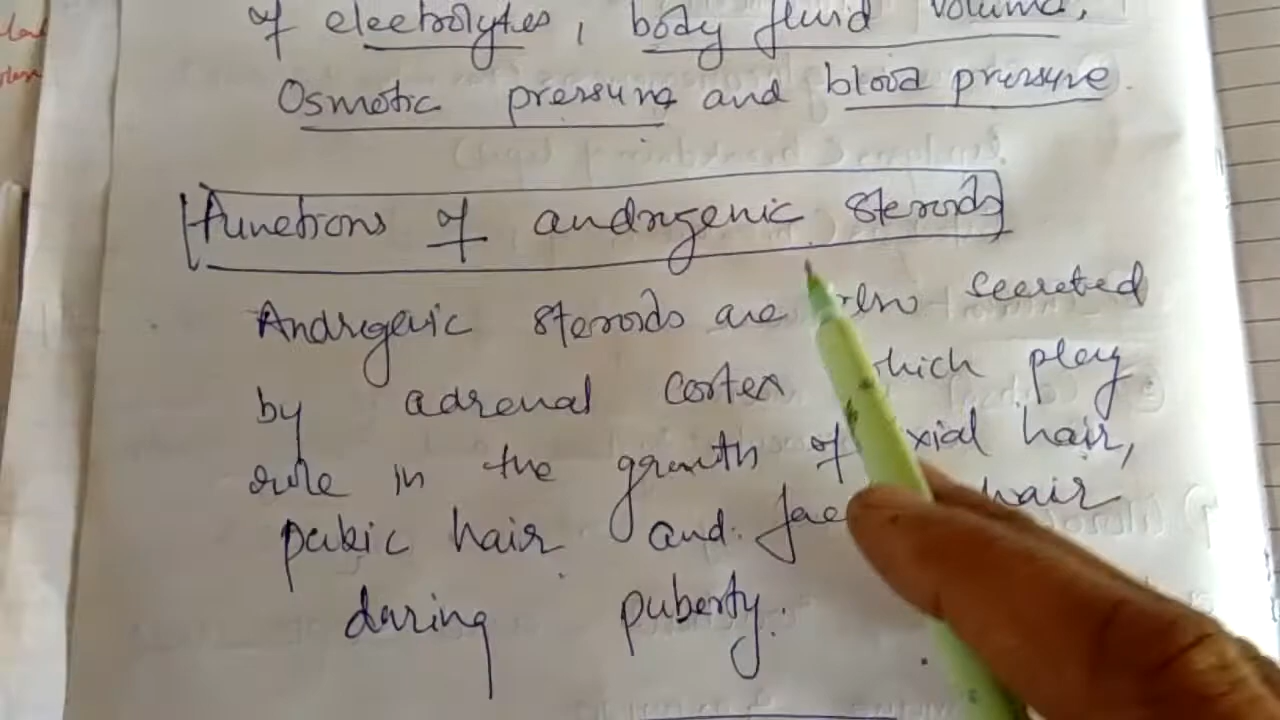 of electrolytes, body fluid volume,
Osmotic pressure and blood pressure.
Functions of androgenic steroids
Androgenic steroids are also secreted
by adrenal cortex which play
role in the growth of axial hair,
pubic hair and. hair
during puberty.